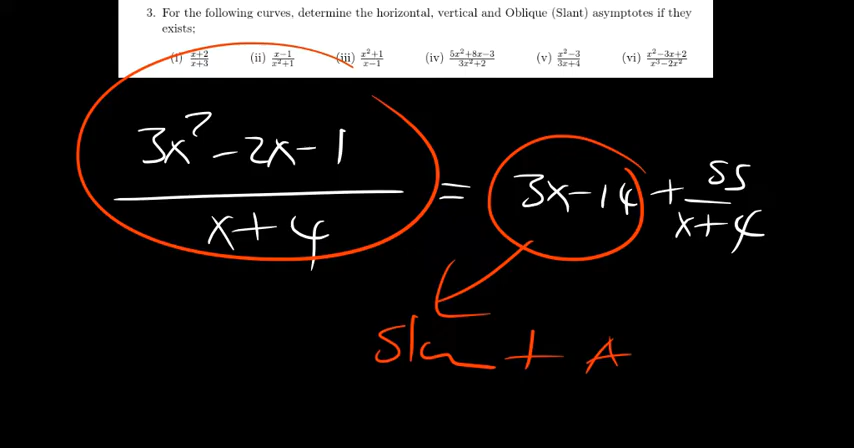 3. For the following curves, determine the horizontal, vertical and Oblique (Slant) asymptotes if they
exists;
(i) x+2/x+3 (ii) x−1/x²+1 (iii) x²+1/x−1 (iv) 5x²+8x−3/3x²+2 (v) x²−3/3x+4 (vi) x²−3x+2/x³−2x²
3x² − 2x − 1 / x + 4 = 3x − 14 + 55 / x + 4
Slant A